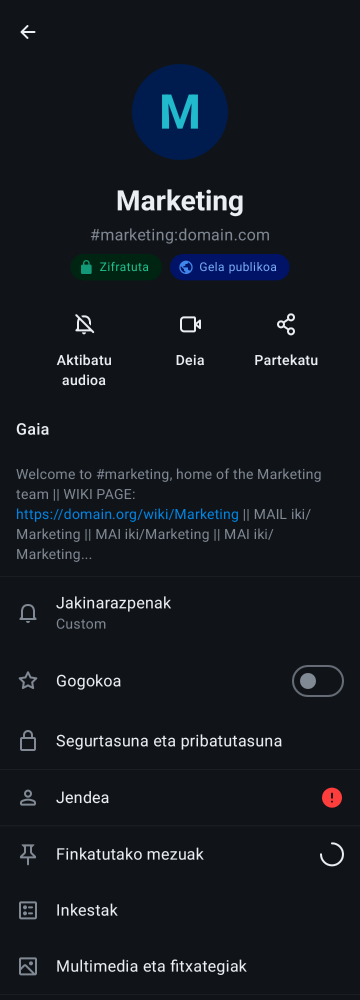 M
Marketing
#marketing:domain.com
Zifratuta
Gela publikoa
Aktibatu
audioa
Deia
Partekatu
Gaia
Welcome to #marketing, home of the Marketing
team || WIKI PAGE:
https://domain.org/wiki/Marketing || MAIL iki/
Marketing || MAI iki/Marketing || MAI iki/
Marketing...
Jakinarazpenak
Custom
Gogokoa
Segurtasuna eta pribatutasuna
Jendea
Finkatutako mezuak
Inkestak
Multimedia eta fitxategiak